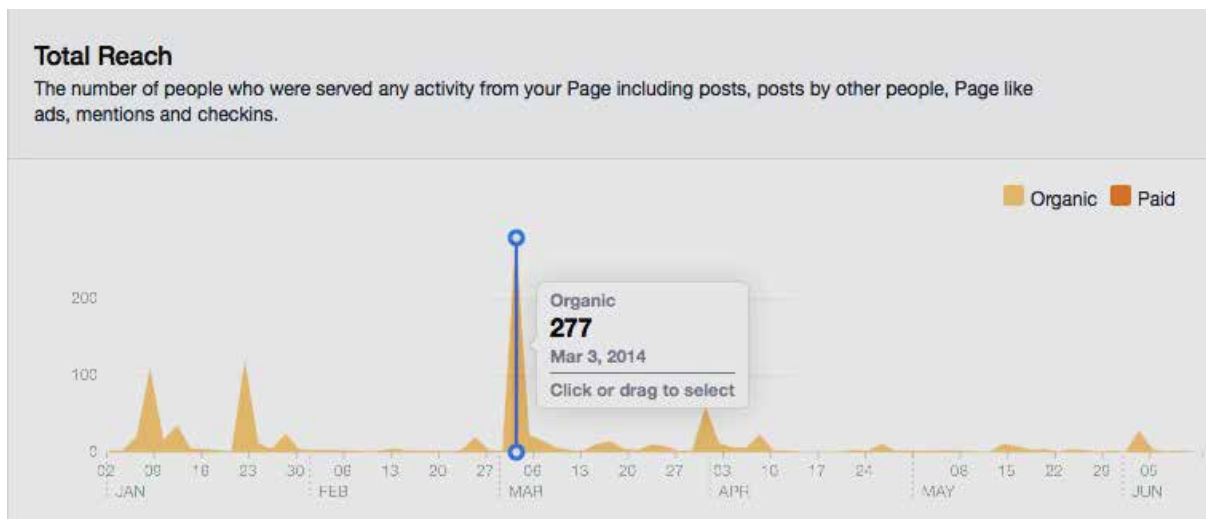 Total Reach
The number of people who were served any activity from your Page including posts, posts by other people, Page like
ads, mentions and checkins.
Organic Paid
200
Organic
277
Mar 3, 2014
100
Click or drag to select
0
02 09 16 23 30 06 13 20 27 06 13 20 27 03 10 17 24 08 15 22 29 05
JAN FEB MAR APR MAY JUN